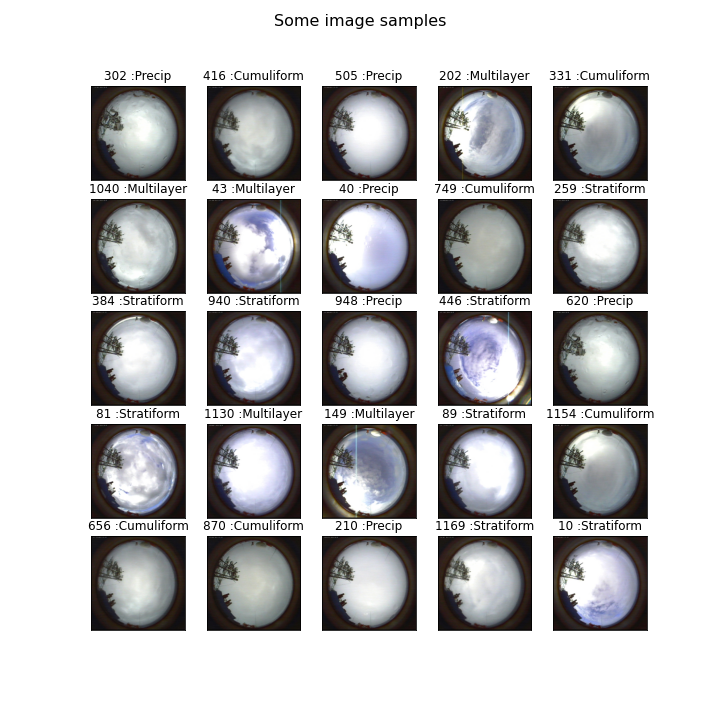 Some image samples
302 :Precip 416 :Cumuliform 505 :Precip 202 :Multilayer 331 :Cumuliform
1040 :Multilayer 43 :Multilayer 40 :Precip 749 :Cumuliform 259 :Stratiform
384 :Stratiform 940 :Stratiform 948 :Precip 446 :Stratiform 620 :Precip
81 :Stratiform 1130 :Multilayer 149 :Multilayer 89 :Stratiform 1154 :Cumuliform
656 :Cumuliform 870 :Cumuliform 210 :Precip 1169 :Stratiform 10 :Stratiform